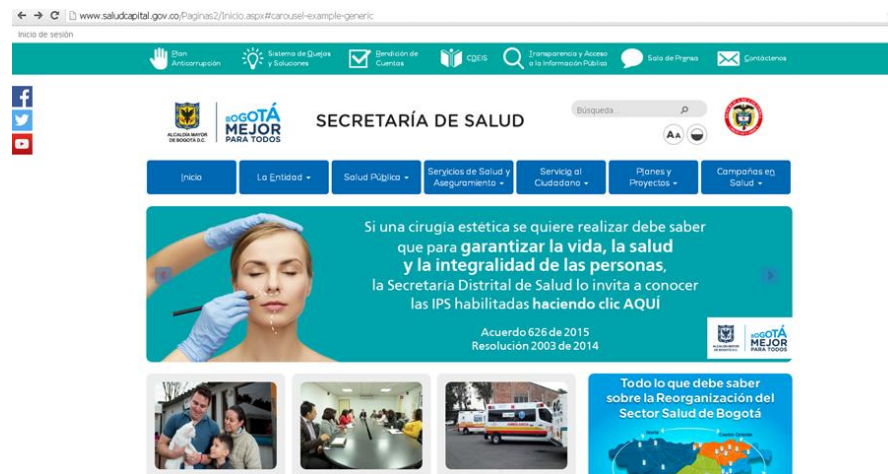 www.saludcapital.gov.co/Paginas2/Inicio.aspx#carousel-example-generic
Inicio de sesión
Plan
Anticorrupción
Sistema de Quejas
y Soluciones
Rendición de
Cuentas
CDEIS
Transparencia y Acceso
a la Información Pública
Sala de Prensa
Contáctenos
ALCALDÍA MAYOR
DE BOGOTÁ D.C.
BOGOTÁ
MEJOR
PARA TODOS
SECRETARÍA DE SALUD
Búsqueda...
AA
Inicio
La Entidad
Salud Pública
Servicios de Salud y
Aseguramiento
Servicio al
Ciudadano
Planes y
Proyectos
Campañas en
Salud
Si una cirugía estética se quiere realizar debe saber
que para garantizar la vida, la salud
y la integralidad de las personas,
la Secretaría Distrital de Salud lo invita a conocer
las IPS habilitadas haciendo clic AQUÍ
Acuerdo 626 de 2015
Resolución 2003 de 2014
BOGOTÁ
MEJOR
PARA TODOS
Todo lo que debe saber
sobre la Reorganización del
Sector Salud de Bogotá